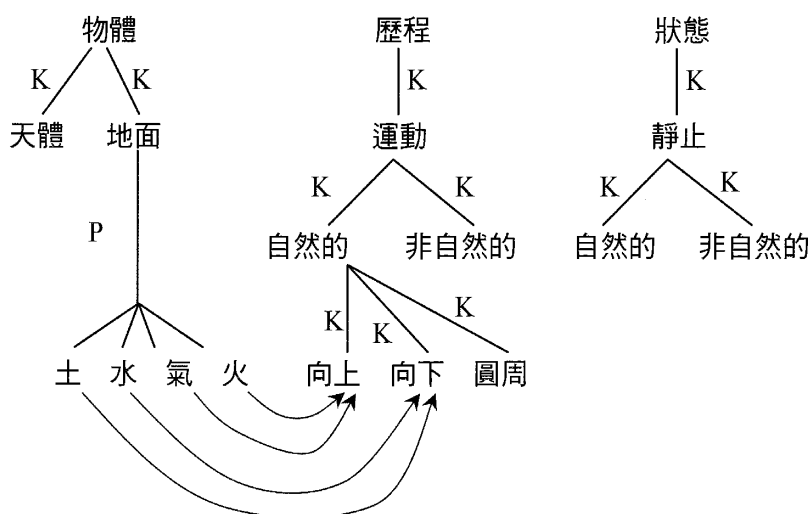 物體 歷程 狀態
K K K K
天體 地面 運動 靜止
P K K K K
自然的 非自然的 自然的 非自然的
K K K
土 水 氣 火 向上 向下 圓周